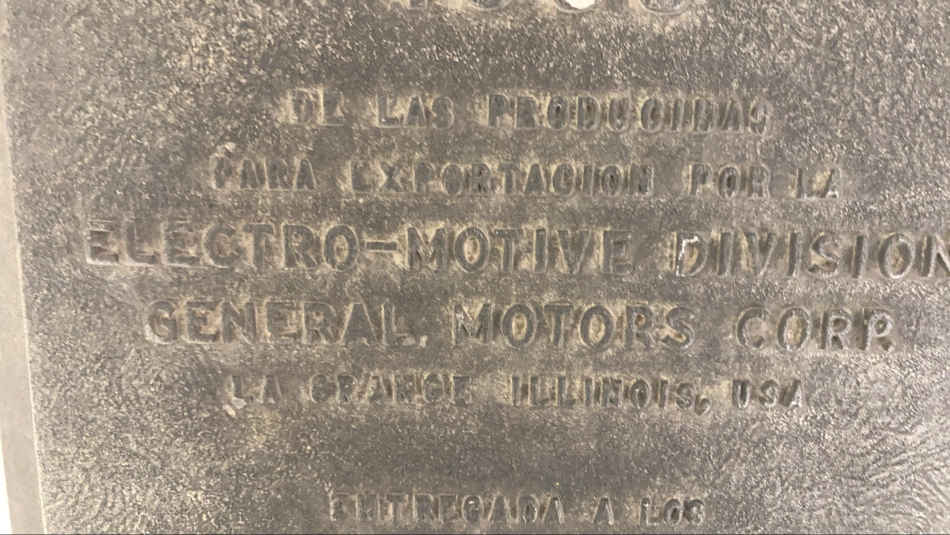 DE LAS PRODUCIDAS
PARA EXPORTACION POR LA
ELECTRO-MOTIVE DIVISION
GENERAL MOTORS CORP.
LA GRANGE ILLINOIS, USA
ENTREGADA A LOS